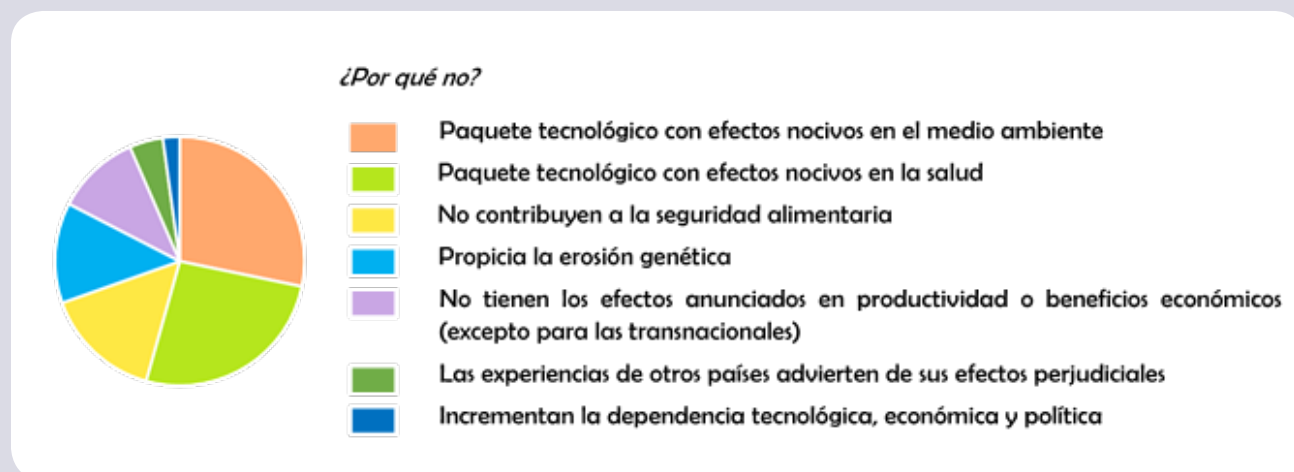 ¿Por qué no?
Paquete tecnológico con efectos nocivos en el medio ambiente
Paquete tecnológico con efectos nocivos en la salud
No contribuyen a la seguridad alimentaria
Propicia la erosión genética
No tienen los efectos anunciados en productividad o beneficios económicos
(excepto para las transnacionales)
Las experiencias de otros países advierten de sus efectos perjudiciales
Incrementan la dependencia tecnológica, económica y política